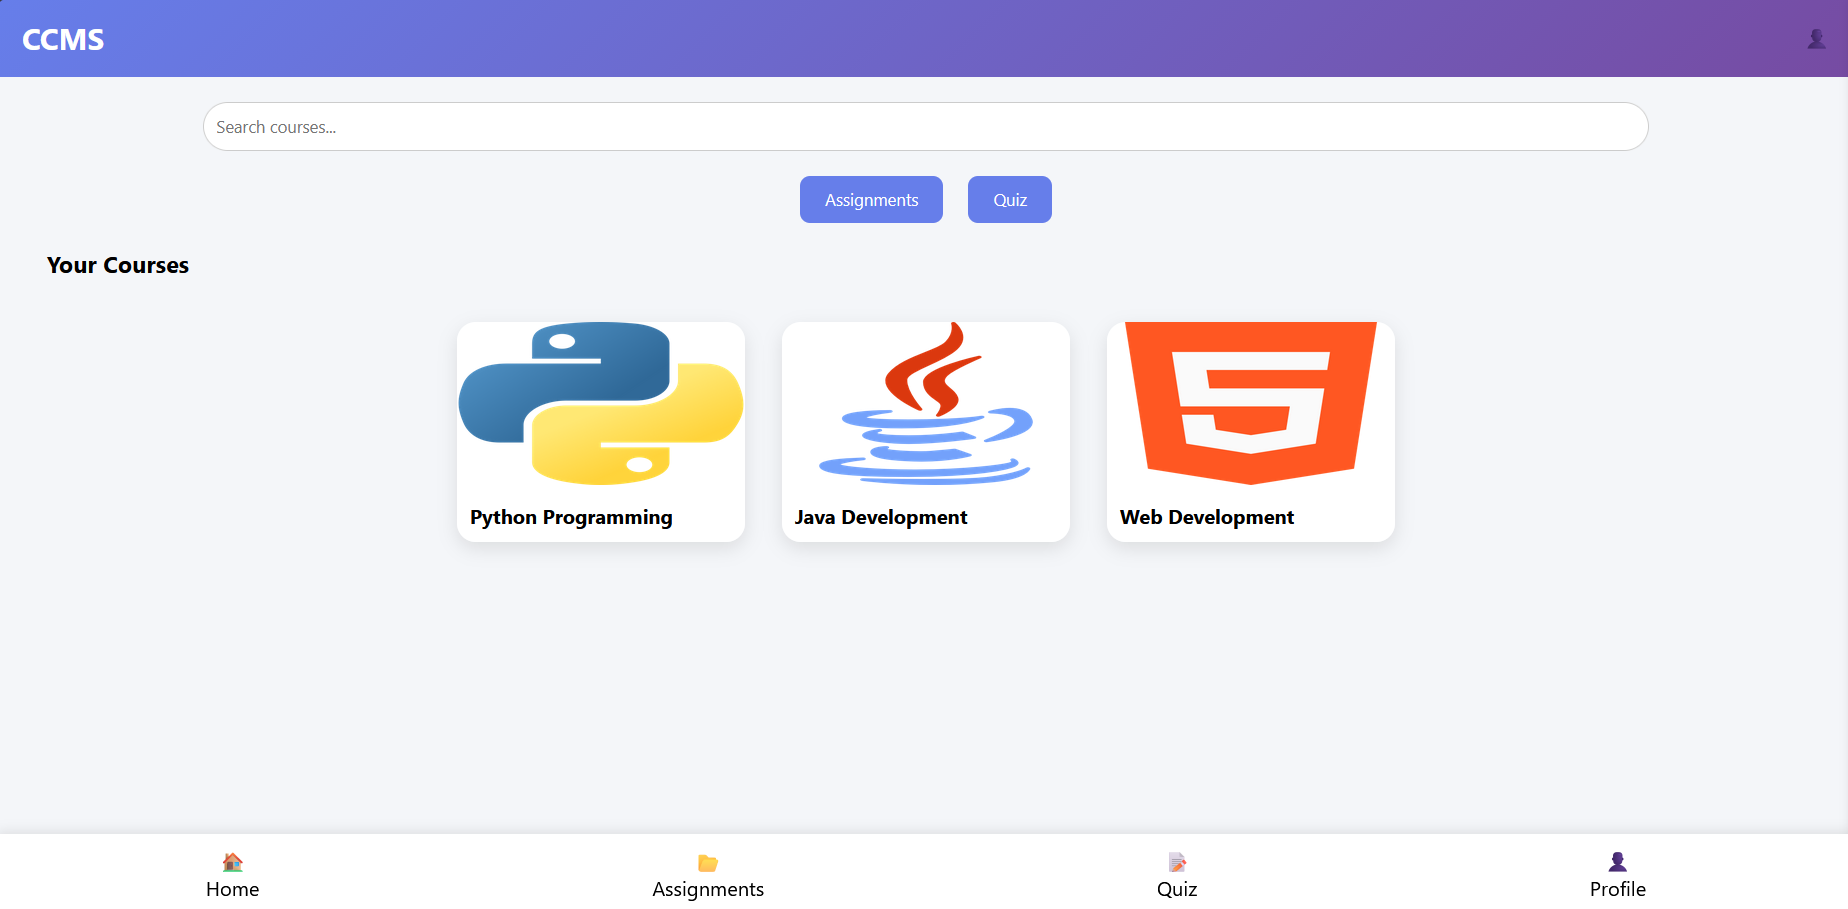 CCMS
Search courses...
Assignments
Quiz
Your Courses
Python Programming
Java Development
Web Development
Home
Assignments
Quiz
Profile